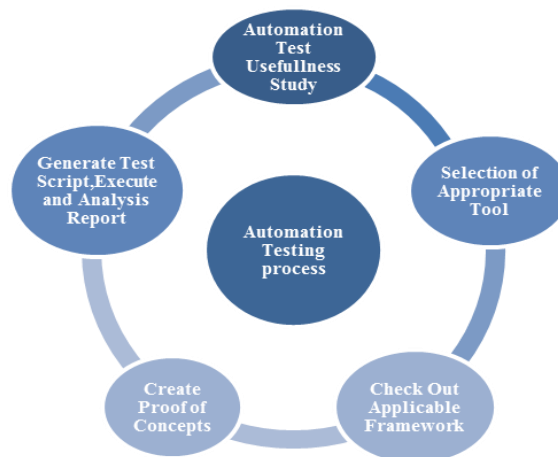 Automation
Test
Usefullness
Study
Selection of
Appropriate
Tool
Check Out
Applicable
Framework
Create
Proof of
Concepts
Generate Test
Script,Execute
and Analysis
Report
Automation
Testing
process